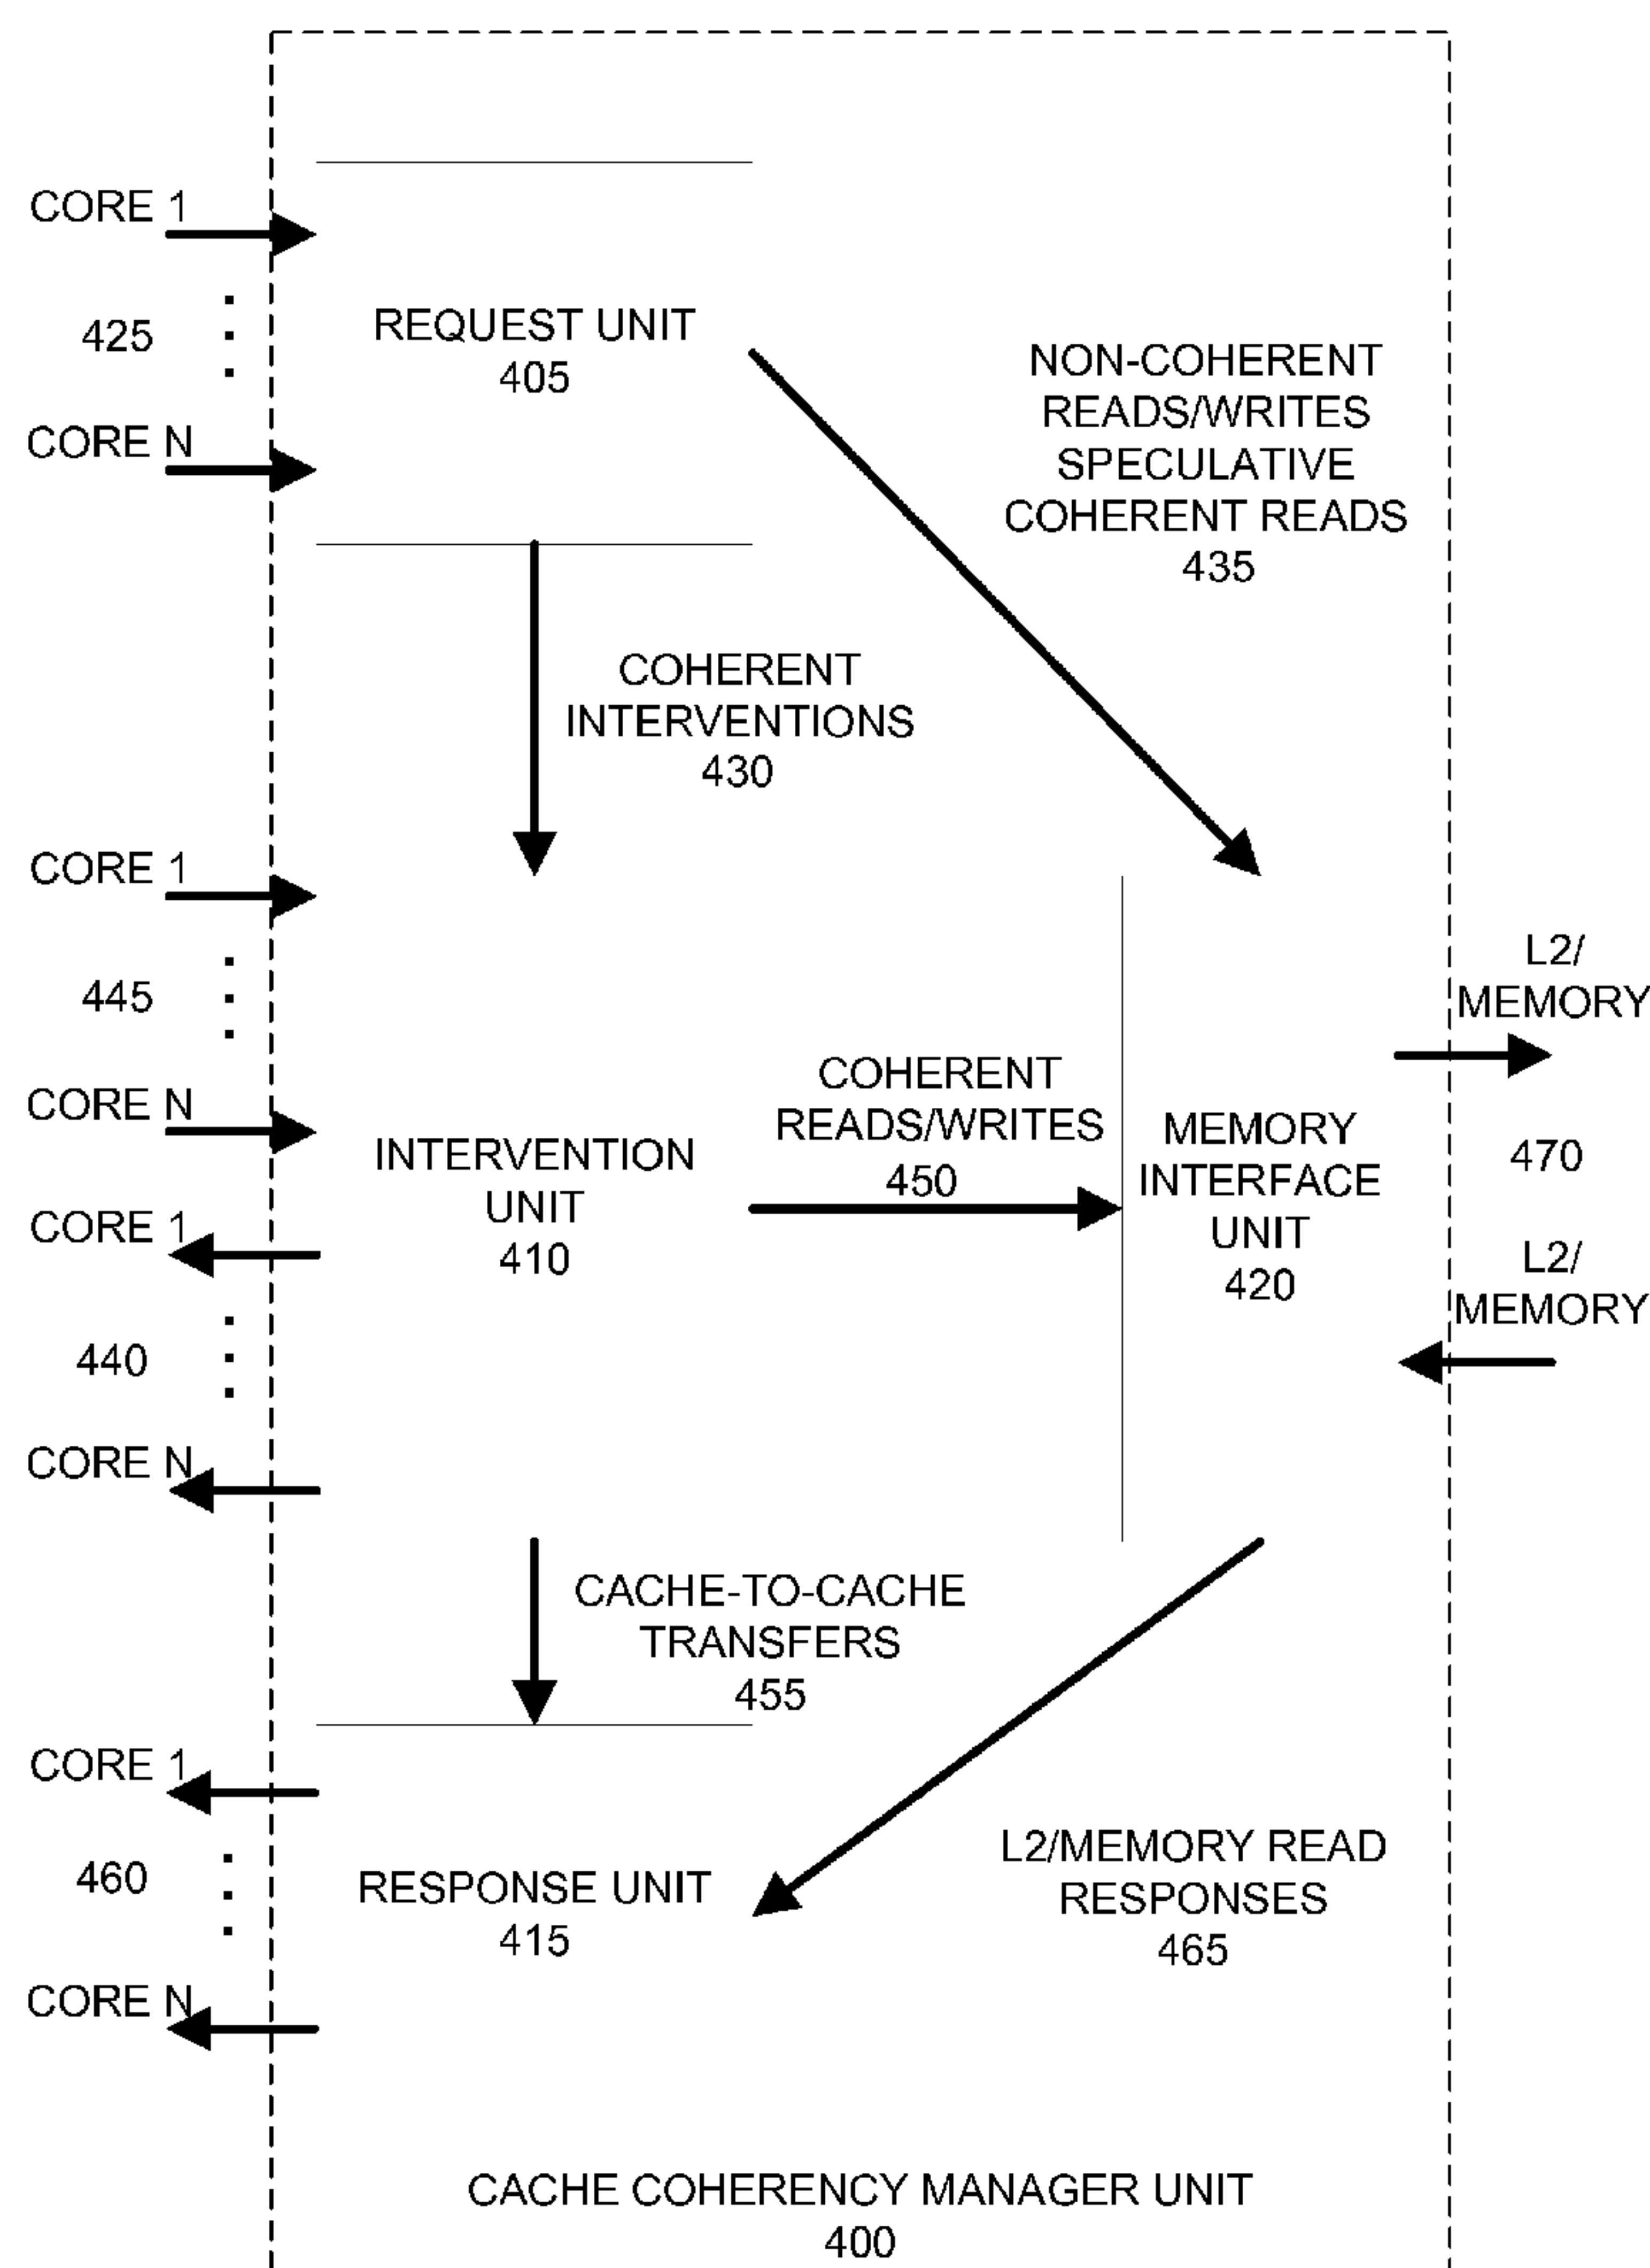 CORE 1
425
CORE N
REQUEST UNIT
405
NON-COHERENT
READS/WRITES
SPECULATIVE
COHERENT READS
435
COHERENT
INTERVENTIONS
430
CORE 1
445
CORE N
CORE 1
440
CORE N
INTERVENTION
UNIT
410
COHERENT
READS/WRITES
450
MEMORY
INTERFACE
UNIT
420
L2/
MEMORY
470
L2/
MEMORY
CACHE-TO-CACHE
TRANSFERS
455
CORE 1
460
CORE N
RESPONSE UNIT
415
L2/MEMORY READ
RESPONSES
465
CACHE COHERENCY MANAGER UNIT
400